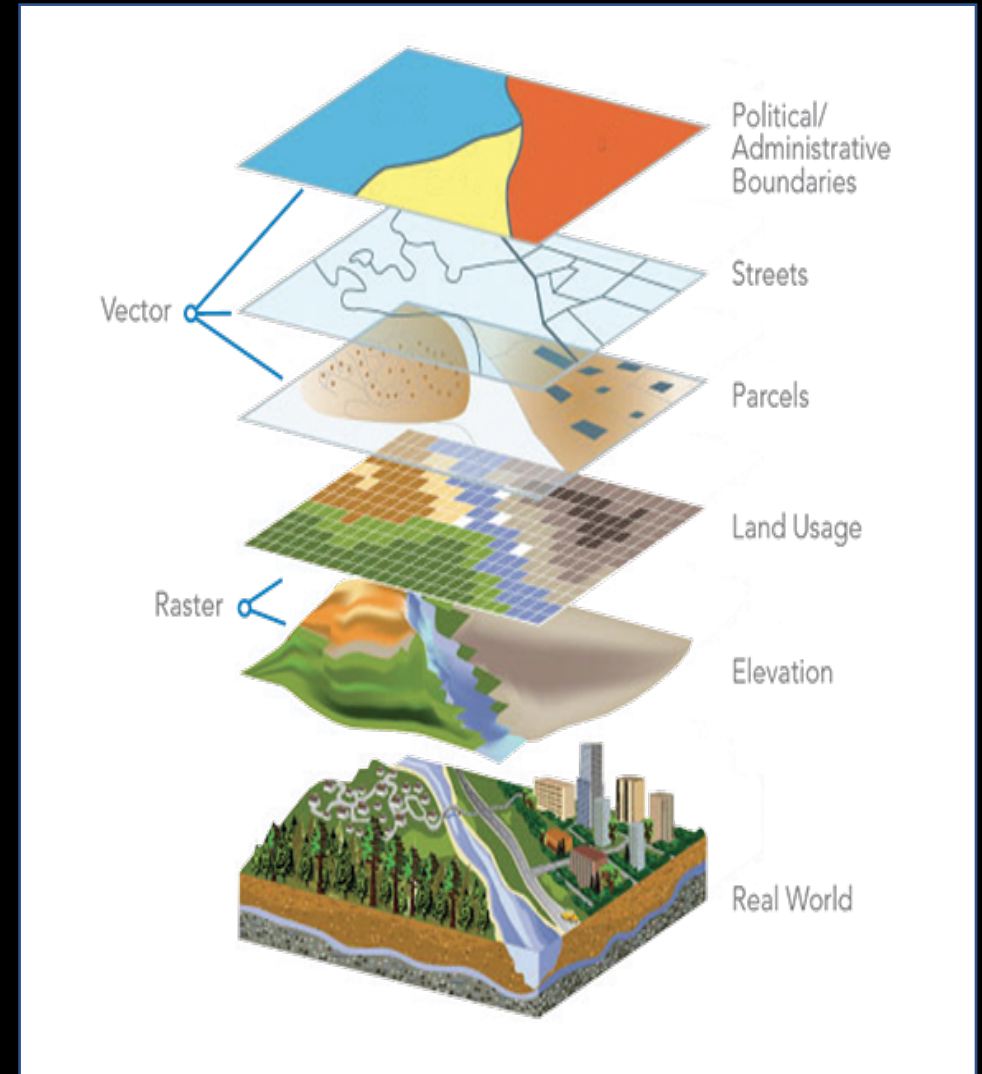 Political/
Administrative
Boundaries
Streets
Vector
Parcels
Land Usage
Raster
Elevation
Real World